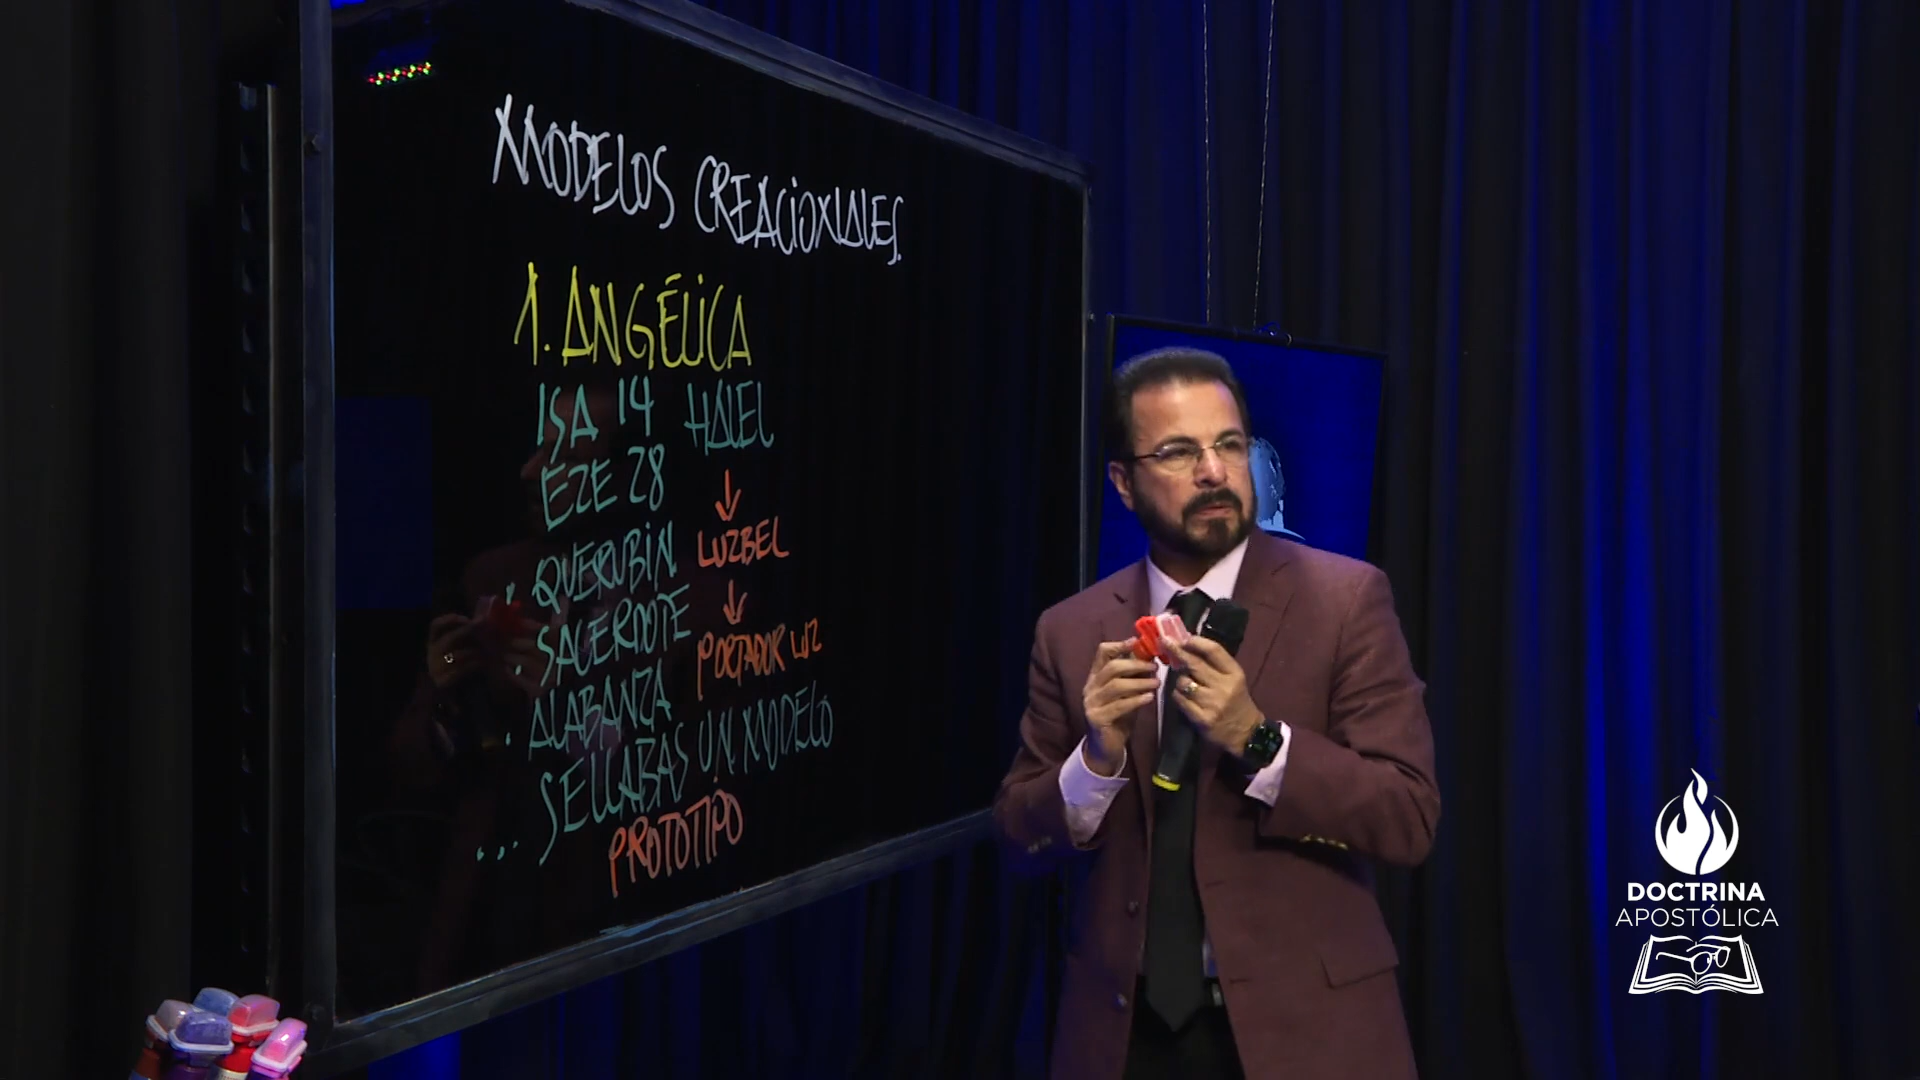 MODELOS CREACIONALES.
1. ANGÉLICA
ISA 14 HALEL
EZE 28
↓
• QUERUBÍN LUZBEL
↓
• SACERDOTE PORTADOR LUZ
• ALABANZA
... SELLABAS UN MODELO
PROTOTIPO
DOCTRINA
APOSTÓLICA